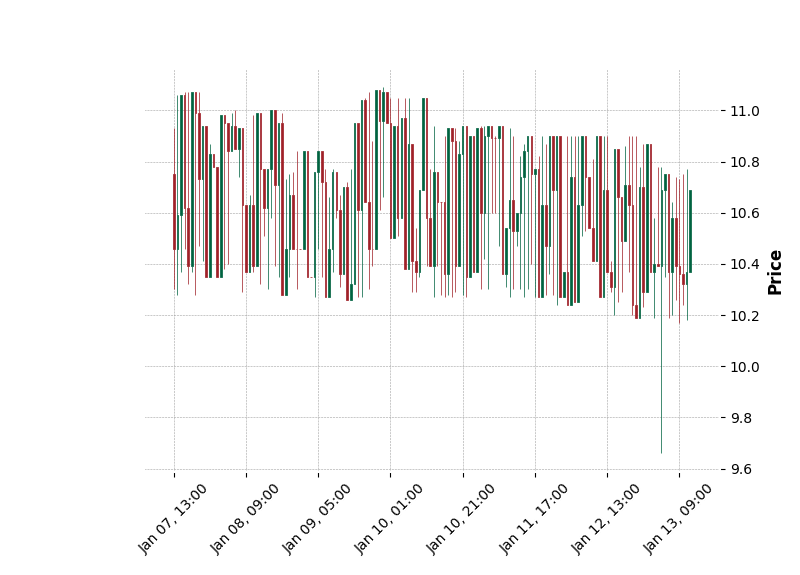 11.0
10.8
10.6
10.4
10.2
10.0
9.8
9.6
Price
Jan 07, 13:00
Jan 08, 09:00
Jan 09, 05:00
Jan 10, 01:00
Jan 10, 21:00
Jan 11, 17:00
Jan 12, 13:00
Jan 13, 09:00